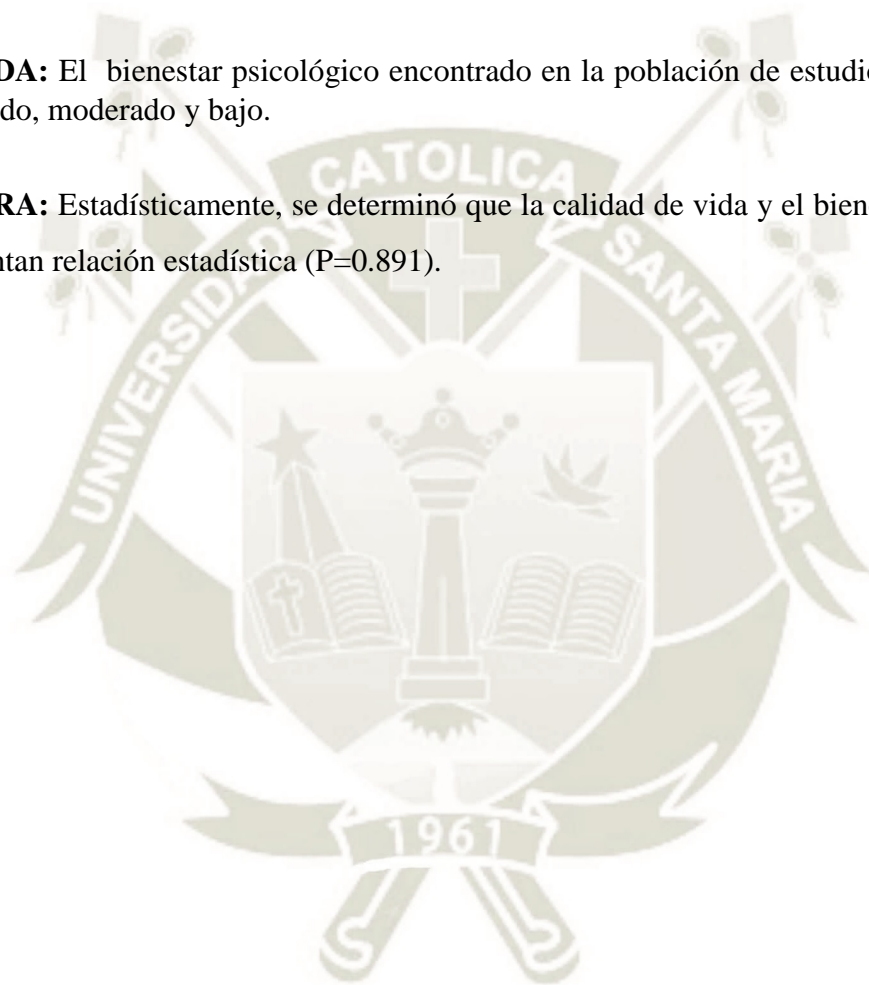 DA: El bienestar psicológico encontrado en la población de estudio
do, moderado y bajo.
RA: Estadísticamente, se determinó que la calidad de vida y el bien
ntan relación estadística (P=0.891).
UNIVERSIDAD CATOLICA SANTA MARIA
1961